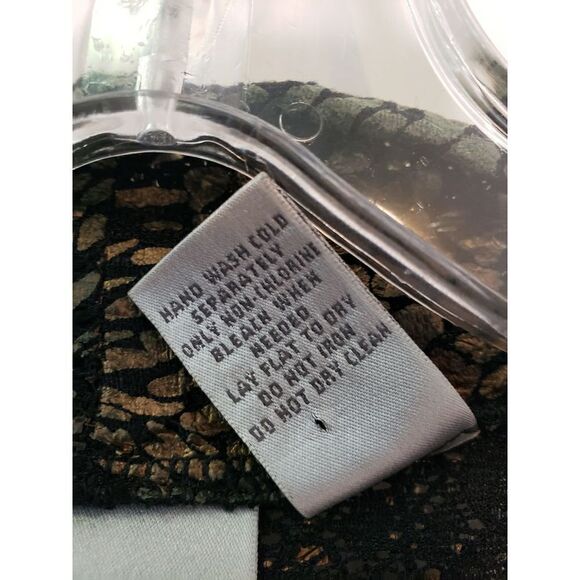 HAND WASH COLD
SEPARATELY
ONLY NON-CHLORINE
BLEACH WHEN
NEEDED
LAY FLAT TO DRY
DO NOT IRON
DO NOT DRY CLEAN